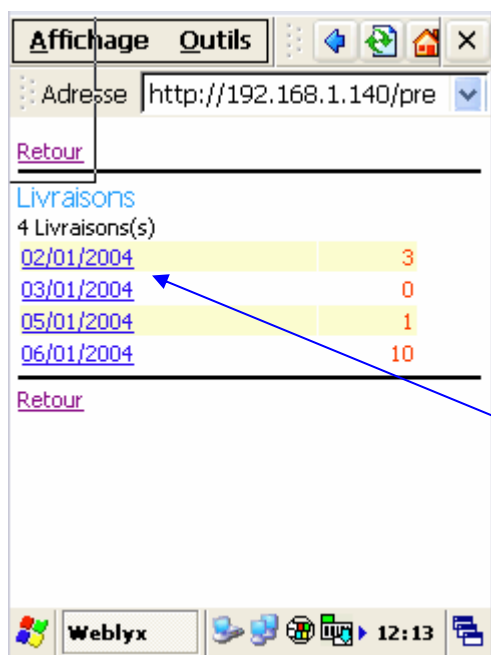 Affichage Outils
Adresse http://192.168.1.140/pre
Retour
Livraisons
4 Livraisons(s)
02/01/2004 3
03/01/2004 0
05/01/2004 1
06/01/2004 10
Retour
Weblyx 12:13